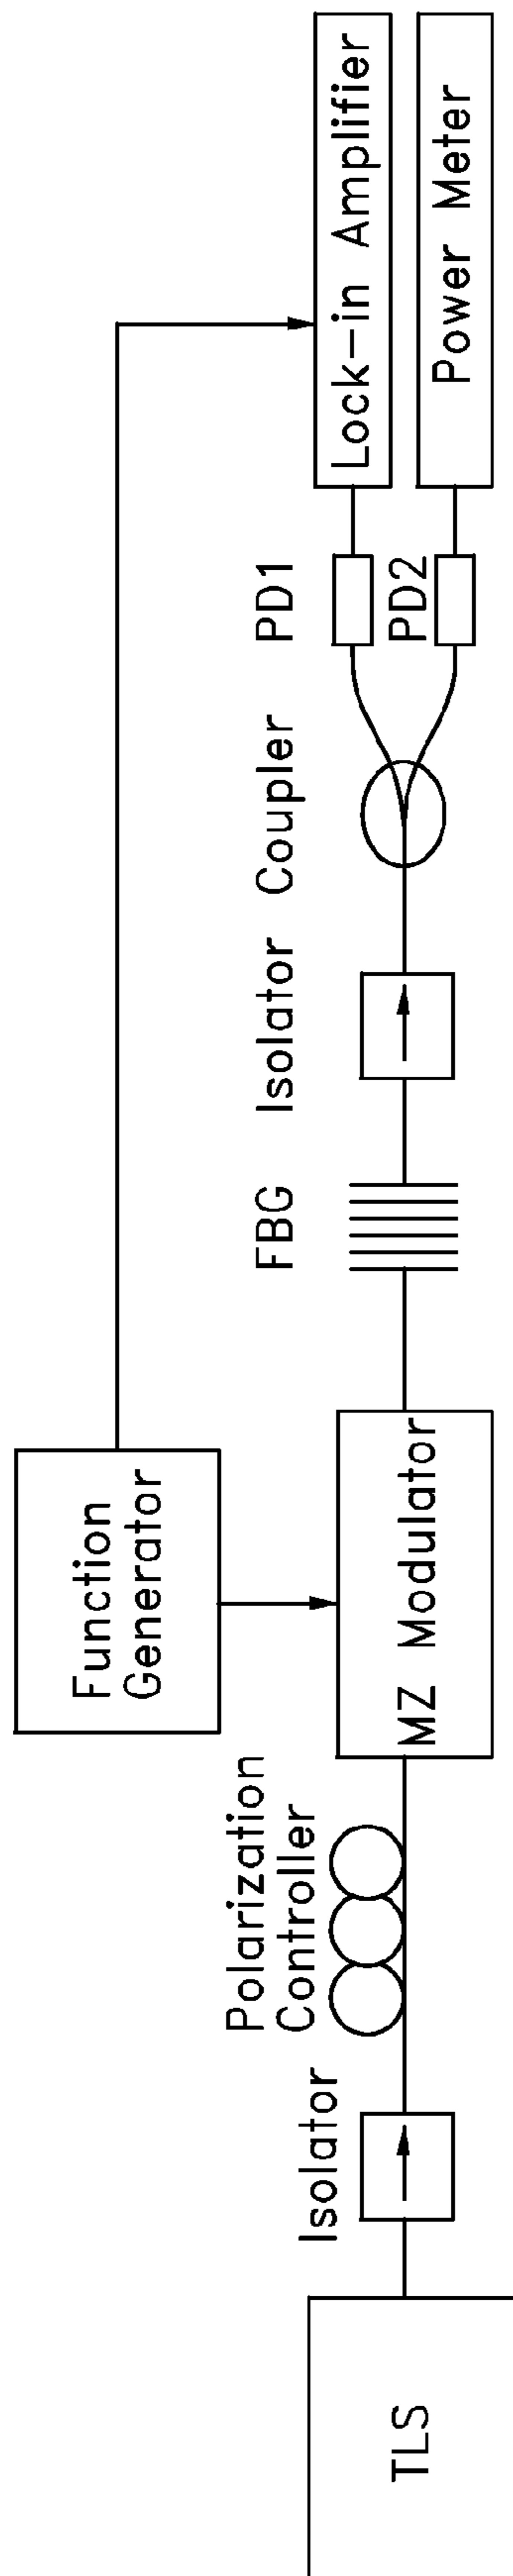 TLS
Isolator
Polarization
Controller
Function
Generator
MZ Modulator
FBG
Isolator
Coupler
PD1
PD2
Lock-in Amplifier
Power Meter